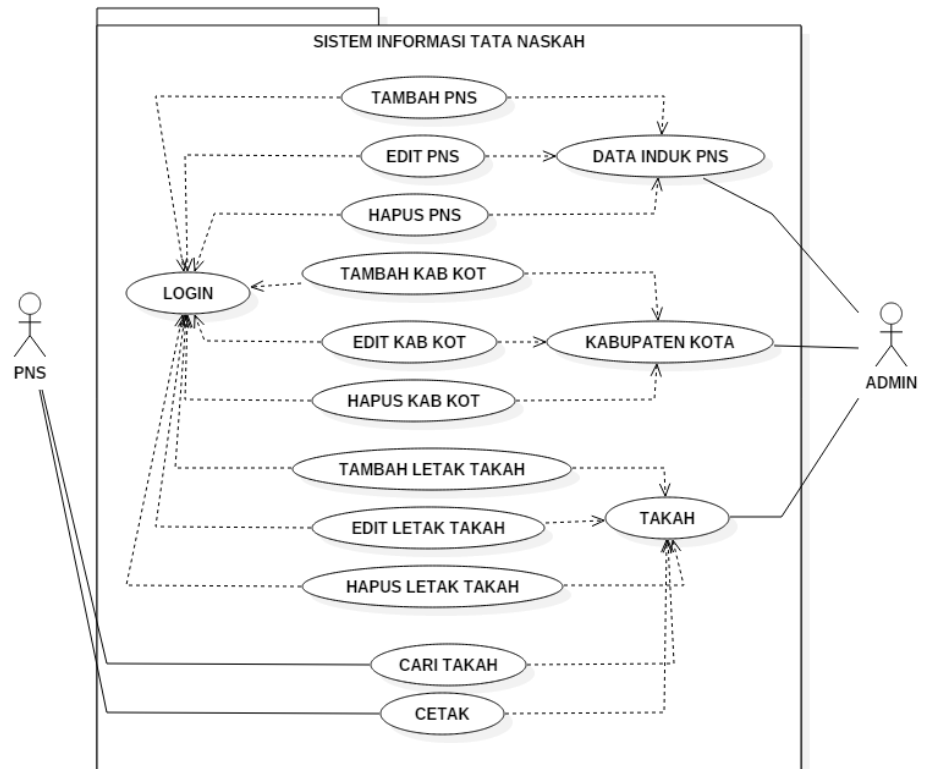 SISTEM INFORMASI TATA NASKAH
TAMBAH PNS
EDIT PNS
DATA INDUK PNS
HAPUS PNS
TAMBAH KAB KOT
LOGIN
EDIT KAB KOT
KABUPATEN KOTA
PNS
ADMIN
HAPUS KAB KOT
TAMBAH LETAK TAKAH
EDIT LETAK TAKAH
TAKAH
HAPUS LETAK TAKAH
CARI TAKAH
CETAK